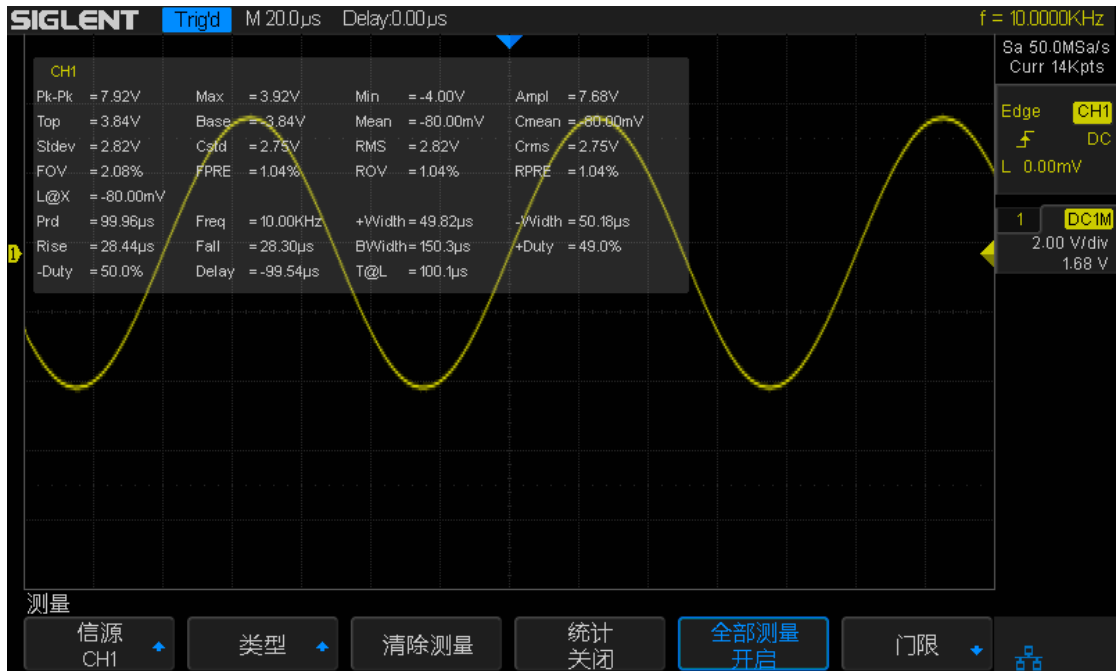 SIGLENT Trig'd M 20.0μs Delay:0.00μs f = 10.0000KHz
Sa 50.0MSa/s
Curr 14Kpts
CH1
Pk-Pk =7.92V Max =3.92V Min =-4.00V Ampl =7.68V
Top =3.84V Base =-3.84V Mean =-80.00mV Cmean =-80.00mV
Stdev =2.82V Cstd =2.75V RMS =2.82V Crms =2.75V
FOV =2.08% FPRE =1.04% ROV =1.04% RPRE =1.04%
L@X =-80.00mV
Prd =99.96μs Freq =10.00KHz +Width=49.82μs -Width=50.18μs
Rise =28.44μs Fall =28.30μs BWidth=150.3μs +Duty =49.0%
-Duty =50.0% Delay =-99.54μs T@L =100.1μs
Edge CH1
DC
L 0.00mV
1 DC1M
2.00 V/div
1.68 V
1
测量
信源
CH1
类型
清除测量
统计
关闭
全部测量
开启
门限